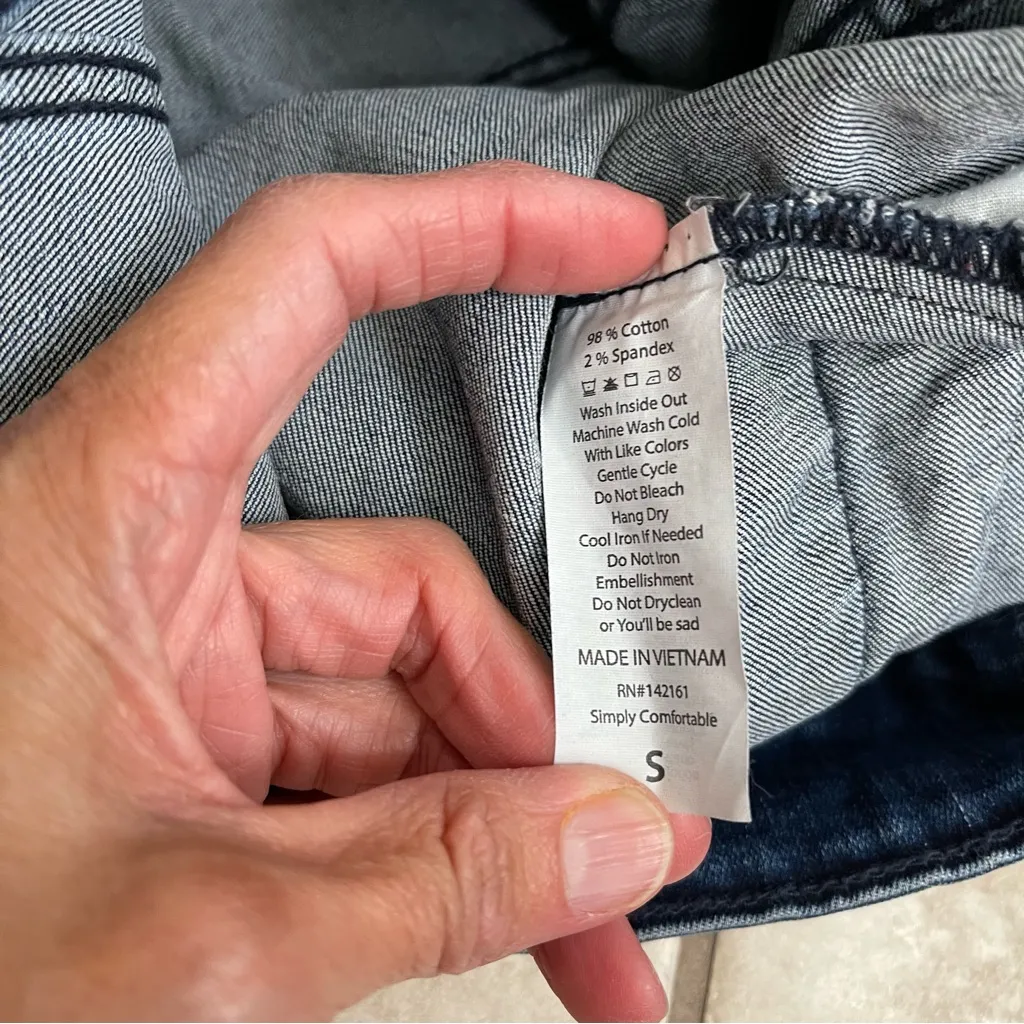 98 % Cotton
2 % Spandex
Wash Inside Out
Machine Wash Cold
With Like Colors
Gentle Cycle
Do Not Bleach
Hang Dry
Cool Iron If Needed
Do Not Iron
Embellishment
Do Not Dryclean
or You'll be sad
MADE IN VIETNAM
RN#142161
Simply Comfortable
S